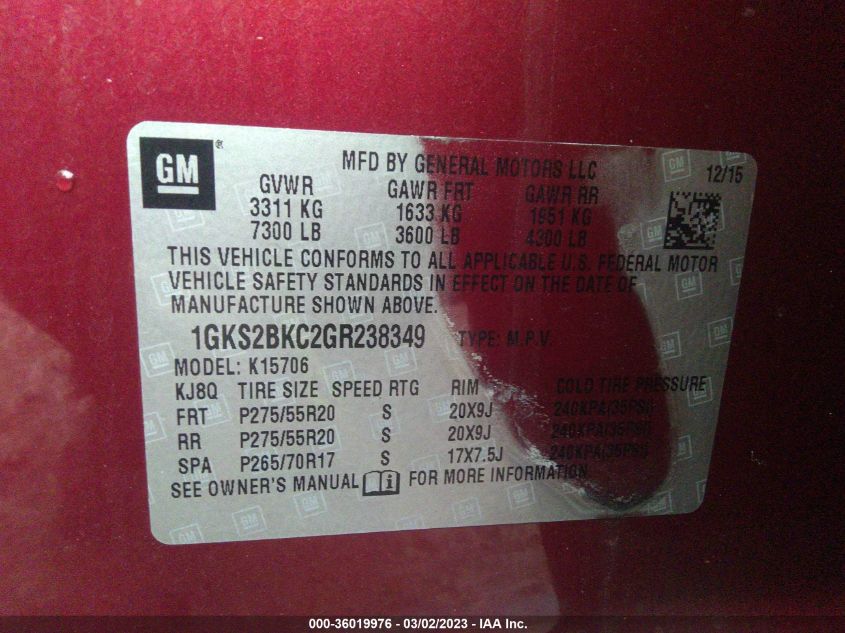 GM ®
MFD BY GENERAL MOTORS LLC 12/15
GVWR GAWR FRT GAWR RR
3311 KG 1633 KG 1951 KG
7300 LB 3600 LB 4300 LB
THIS VEHICLE CONFORMS TO ALL APPLICABLE U.S. FEDERAL MOTOR
VEHICLE SAFETY STANDARDS IN EFFECT ON THE DATE OF
MANUFACTURE SHOWN ABOVE.
1GKS2BKC2GR238349 TYPE: M.P.V.
MODEL: K15706
KJ8Q TIRE SIZE SPEED RTG RIM COLD TIRE PRESSURE
FRT P275/55R20 S 20X9J 240KPA(35PSI)
RR P275/55R20 S 20X9J 240KPA(35PSI)
SPA P265/70R17 S 17X7.5J 240KPA(35PSI)
SEE OWNER'S MANUAL i FOR MORE INFORMATION
000-36019976 - 03/02/2023 - IAA Inc.